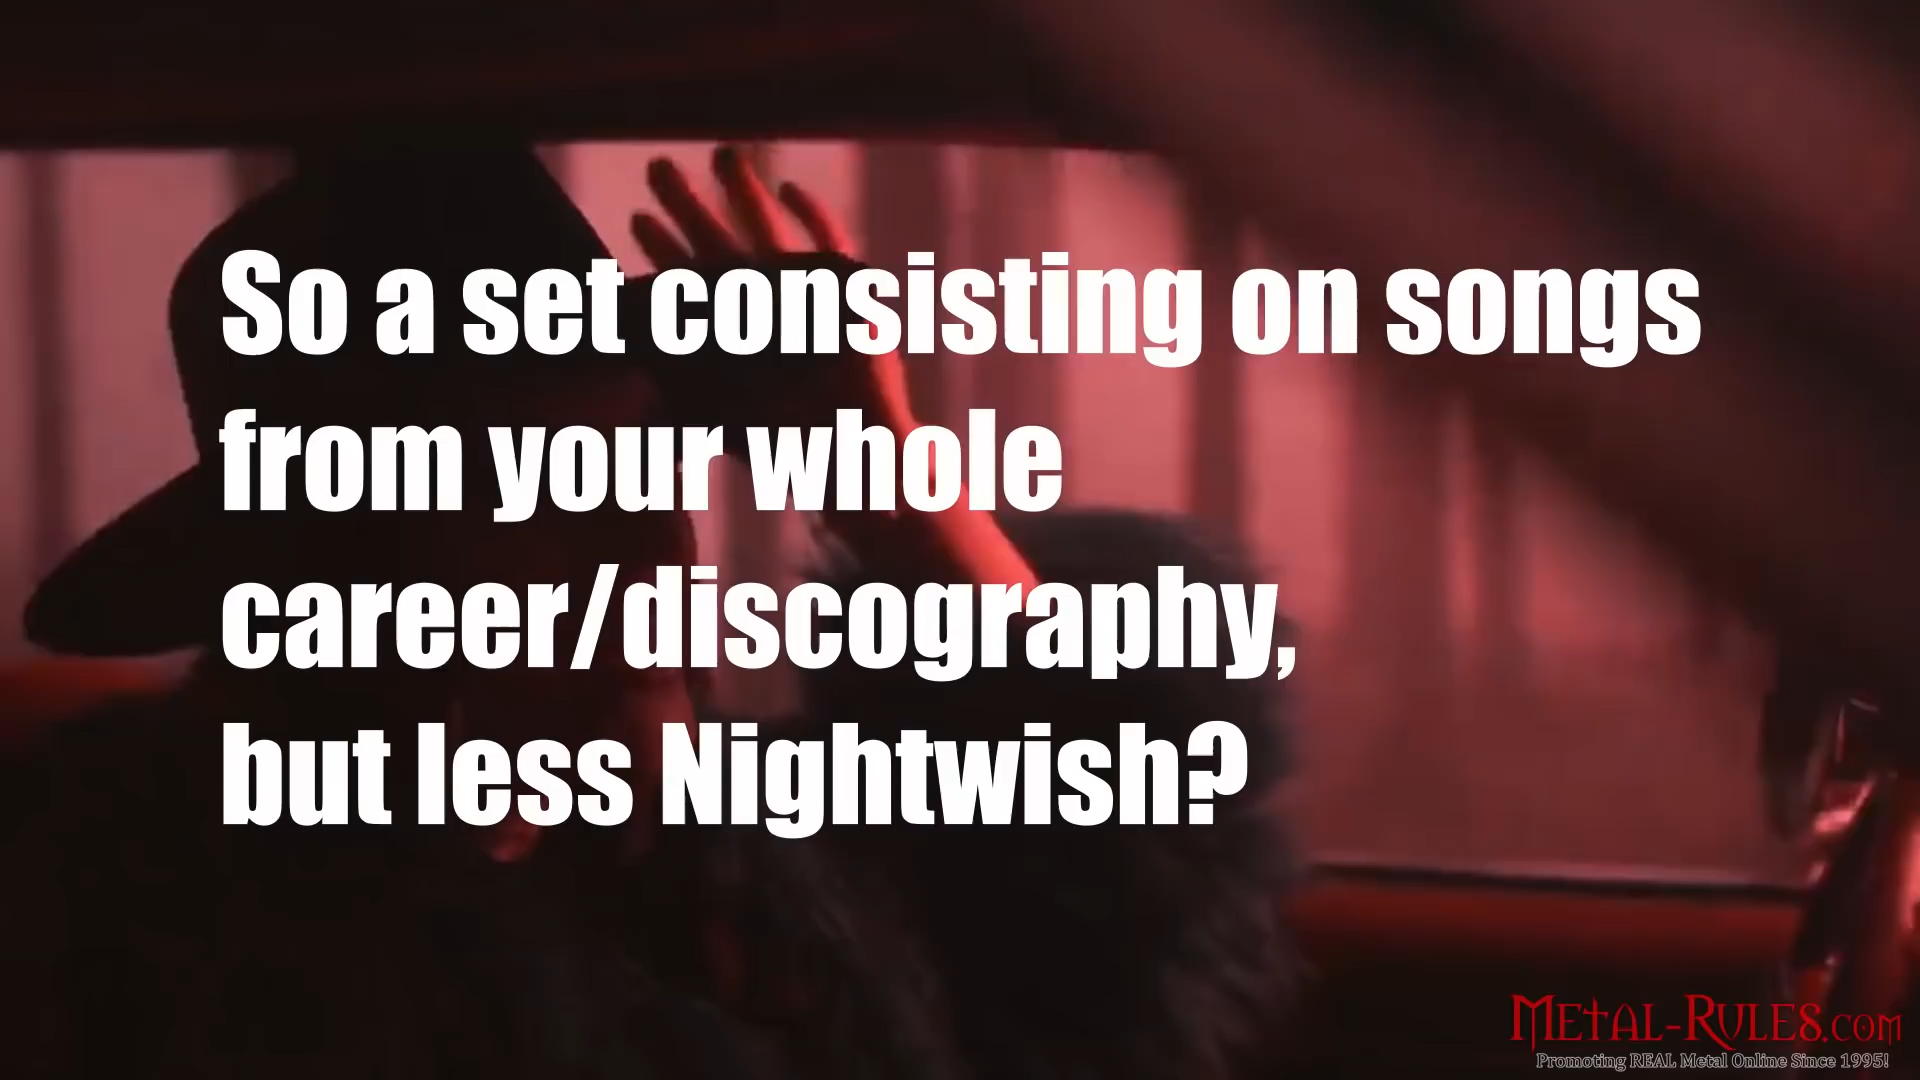 So a set consisting on songs
from your whole
career/discography,
but less Nightwish?
Metal-Rules.com
Promoting REAL Metal Online Since 1995!